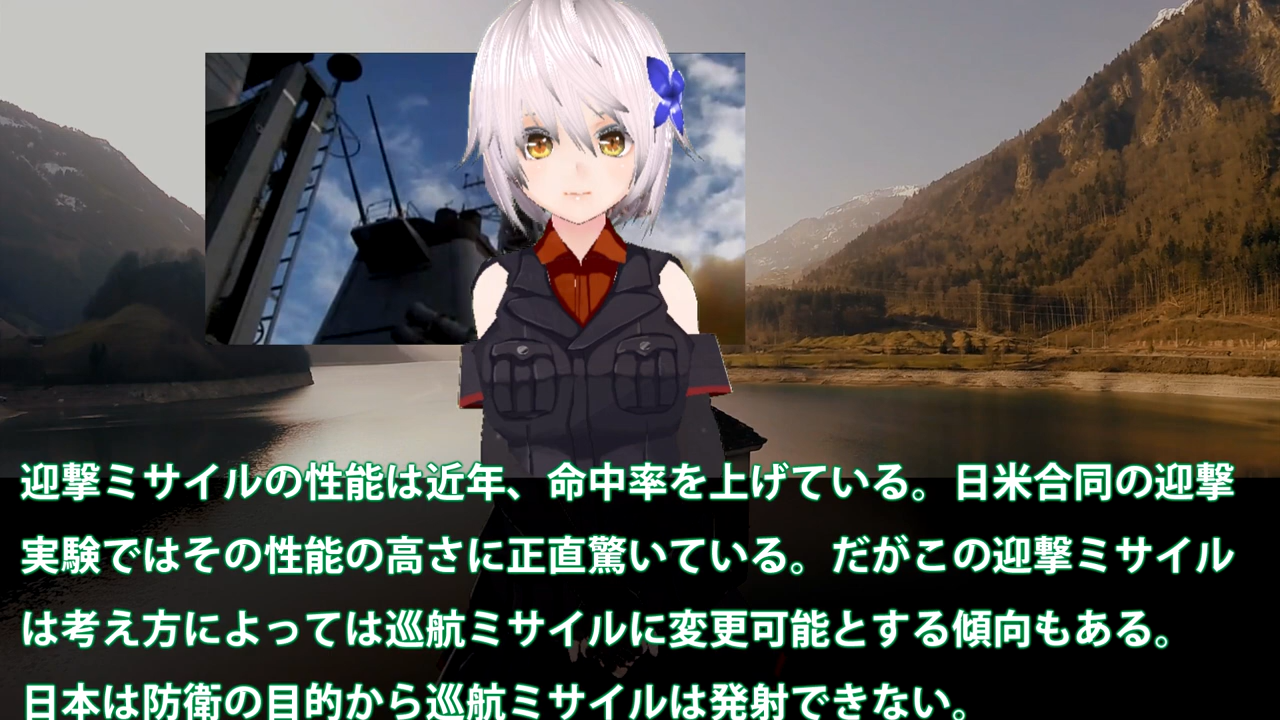 迎撃ミサイルの性能は近年、命中率を上げている。日米合同の迎撃
実験ではその性能の高さに正直驚いている。だがこの迎撃ミサイル
は考え方によっては巡航ミサイルに変更可能とする傾向もある。
日本は防衛の目的から巡航ミサイルは発射できない。